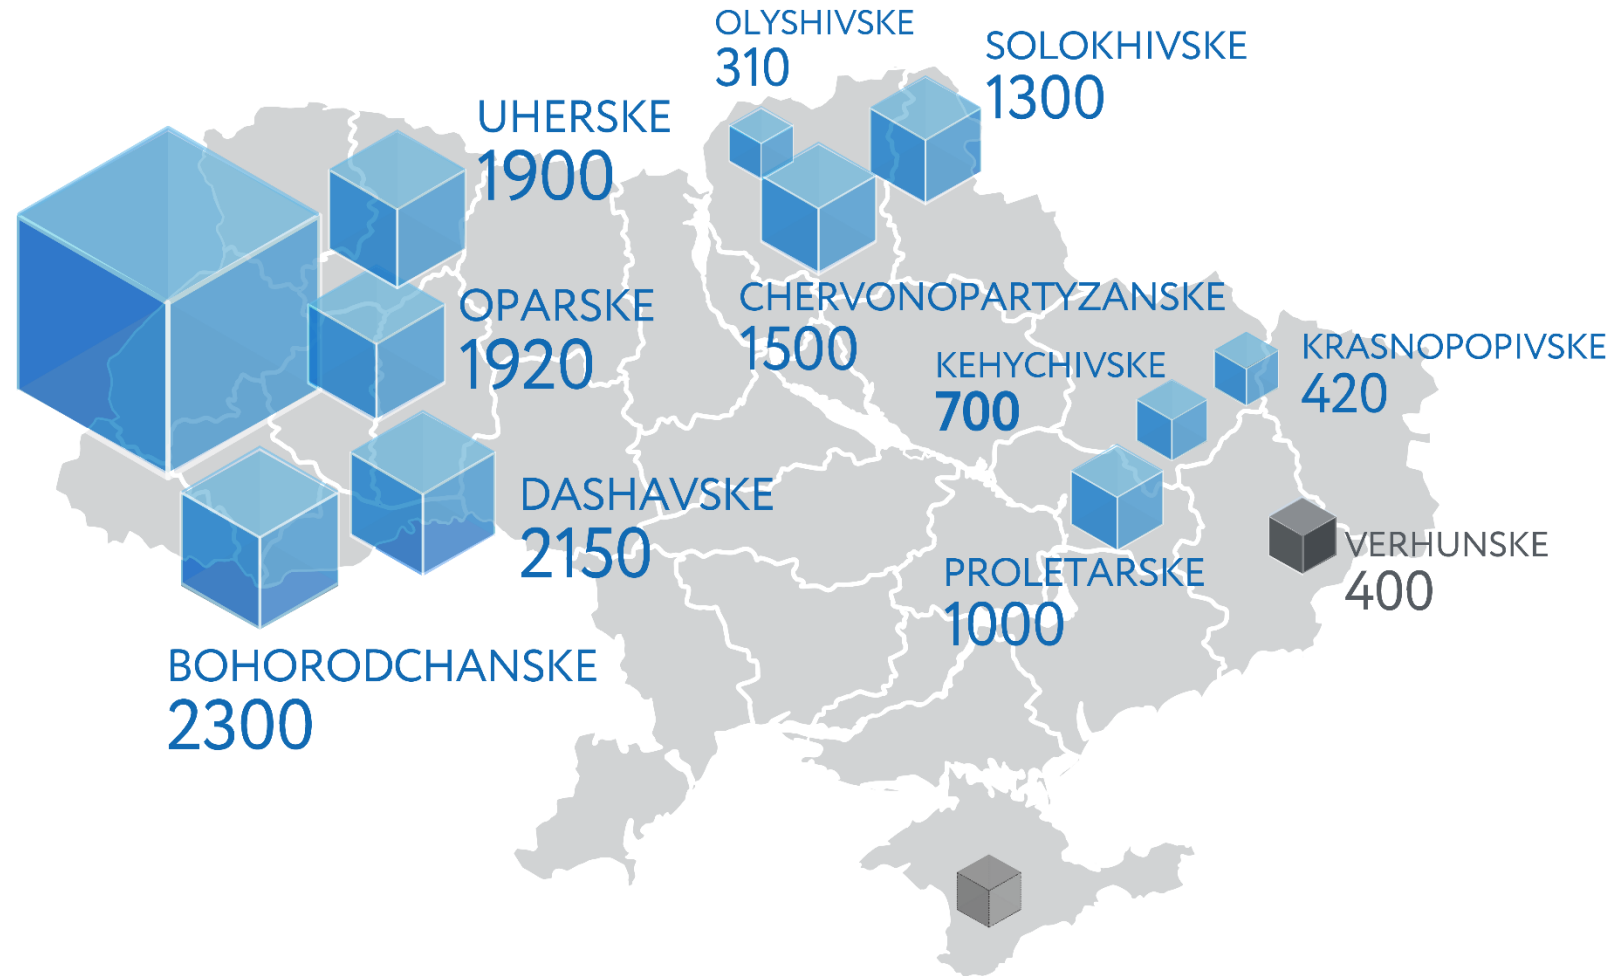 OLYSHIVSKE
310
SOLOKHIVSKE
1300
UHERSKE
1900
OPARSKE
1920
CHERVONOPARTYZANSKE
1500
KEHYCHIVSKE
700
KRASNOPOPIVSKE
420
DASHAVSKE
2150
VERHUNSKE
400
PROLETARSKE
1000
BOHORODCHANSKE
2300